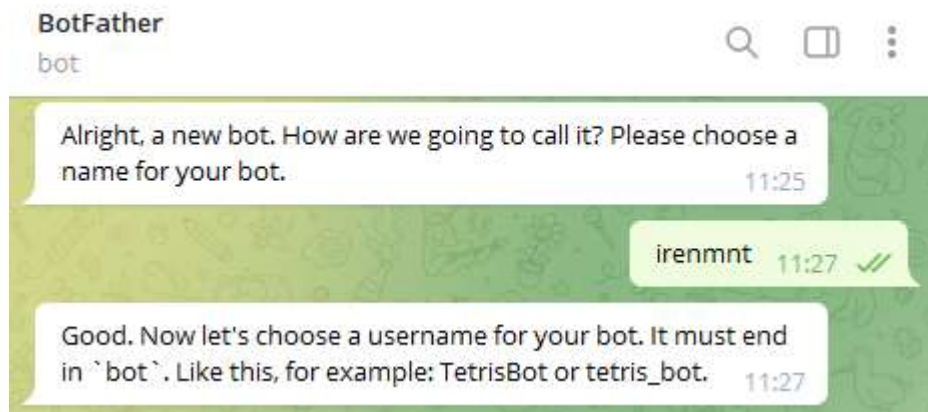 BotFather
bot
Alright, a new bot. How are we going to call it? Please choose a
name for your bot.
11:25
irenmnt
11:27
Good. Now let's choose a username for your bot. It must end
in `bot`. Like this, for example: TetrisBot or tetris_bot.
11:27